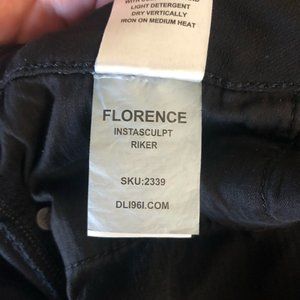 LIGHT DETERGENT
DRY VERTICALLY
IRON ON MEDIUM HEAT
FLORENCE
INSTASCULPT
RIKER
SKU:2339
DL1961.COM